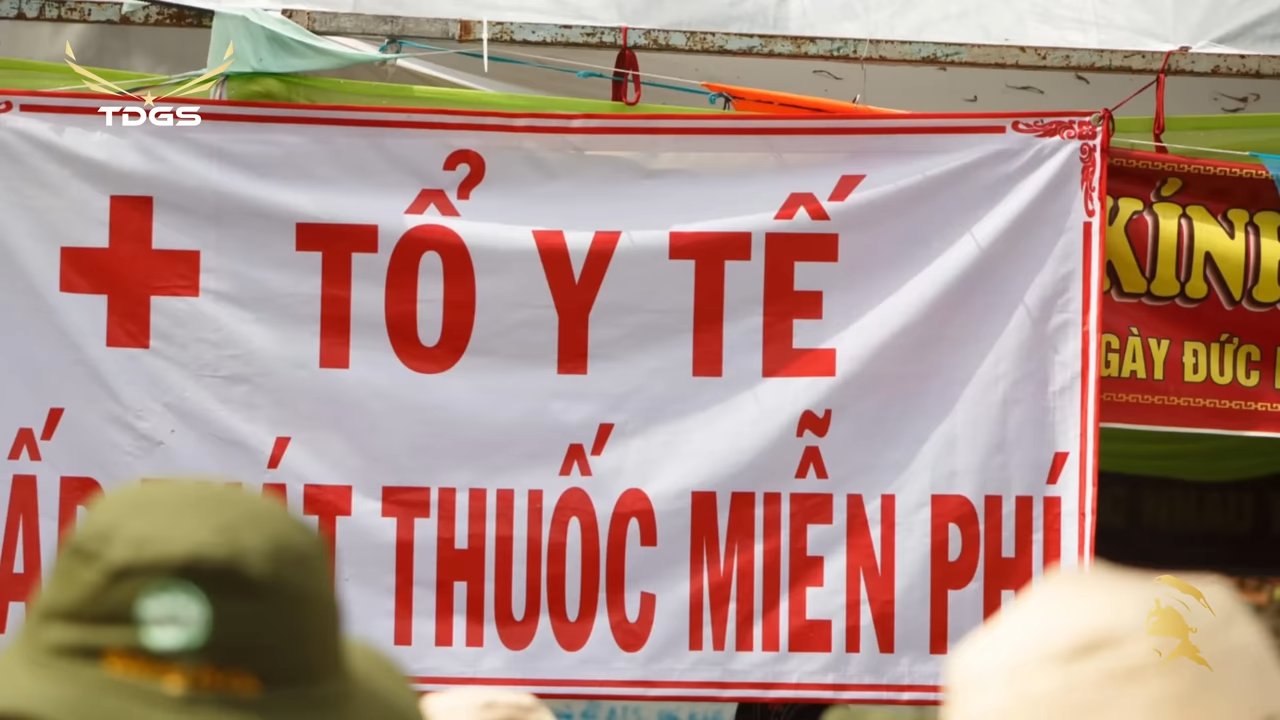 TDGS
TỔ Y TẾ
THUỐC MIỄN PHÍ
KÍNH
GÀY ĐỨC